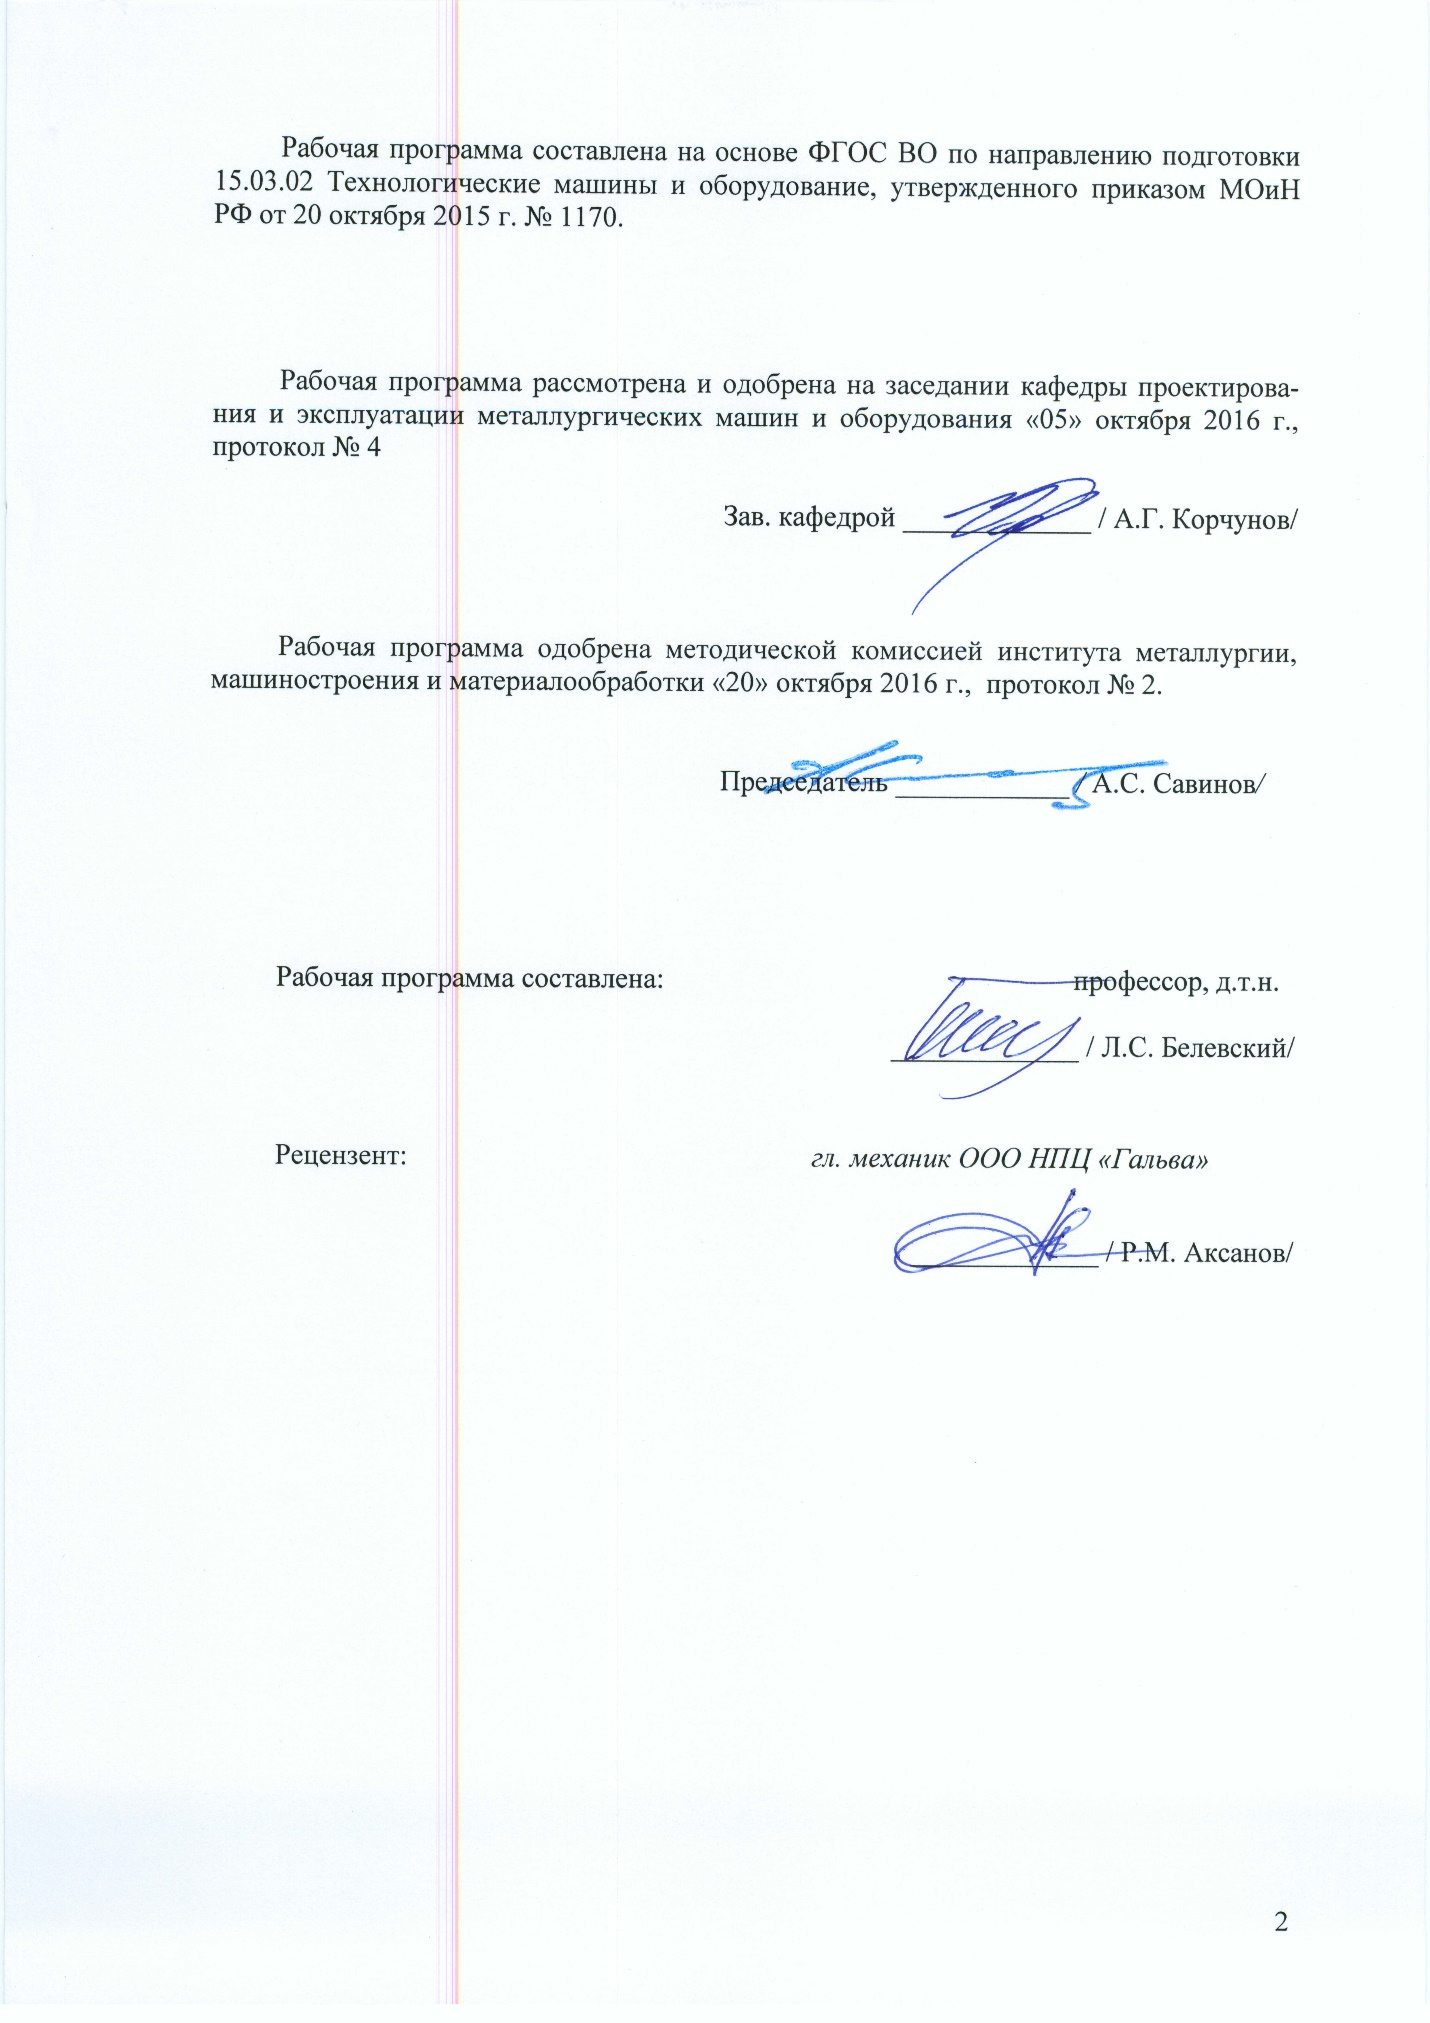 Рабочая программа составлена на основе ФГОС ВО по направлению подготовки
15.03.02 Технологические машины и оборудование, утвержденного приказом МОиН
РФ от 20 октября 2015 г. № 1170.
Рабочая программа рассмотрена и одобрена на заседании кафедры проектирова-
ния и эксплуатации металлургических машин и оборудования «05» октября 2016 г.,
протокол № 4
Зав. кафедрой _____________ / А.Г. Корчунов/
Рабочая программа одобрена методической комиссией института металлургии,
машиностроения и материалообработки «20» октября 2016 г., протокол № 2.
Председатель ____________ / А.С. Савинов/
Рабочая программа составлена: профессор, д.т.н.
_____________ / Л.С. Белевский/
Рецензент: гл. механик ООО НПЦ «Гальва»
_____________ / Р.М. Аксанов/
2